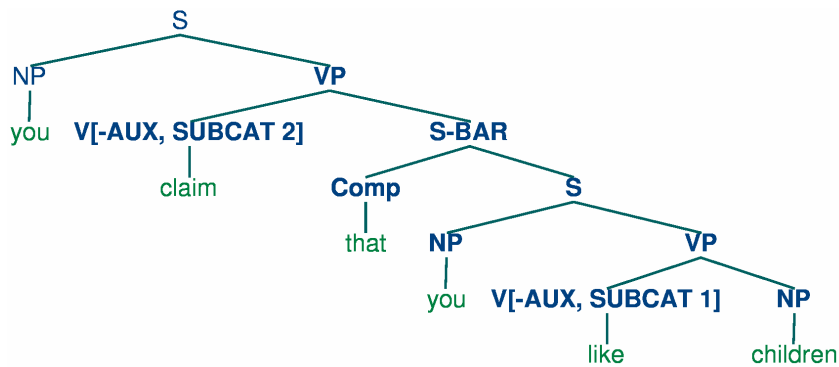 S
NP VP
you V[-AUX, SUBCAT 2] S-BAR
claim Comp S
that NP VP
you V[-AUX, SUBCAT 1] NP
like children